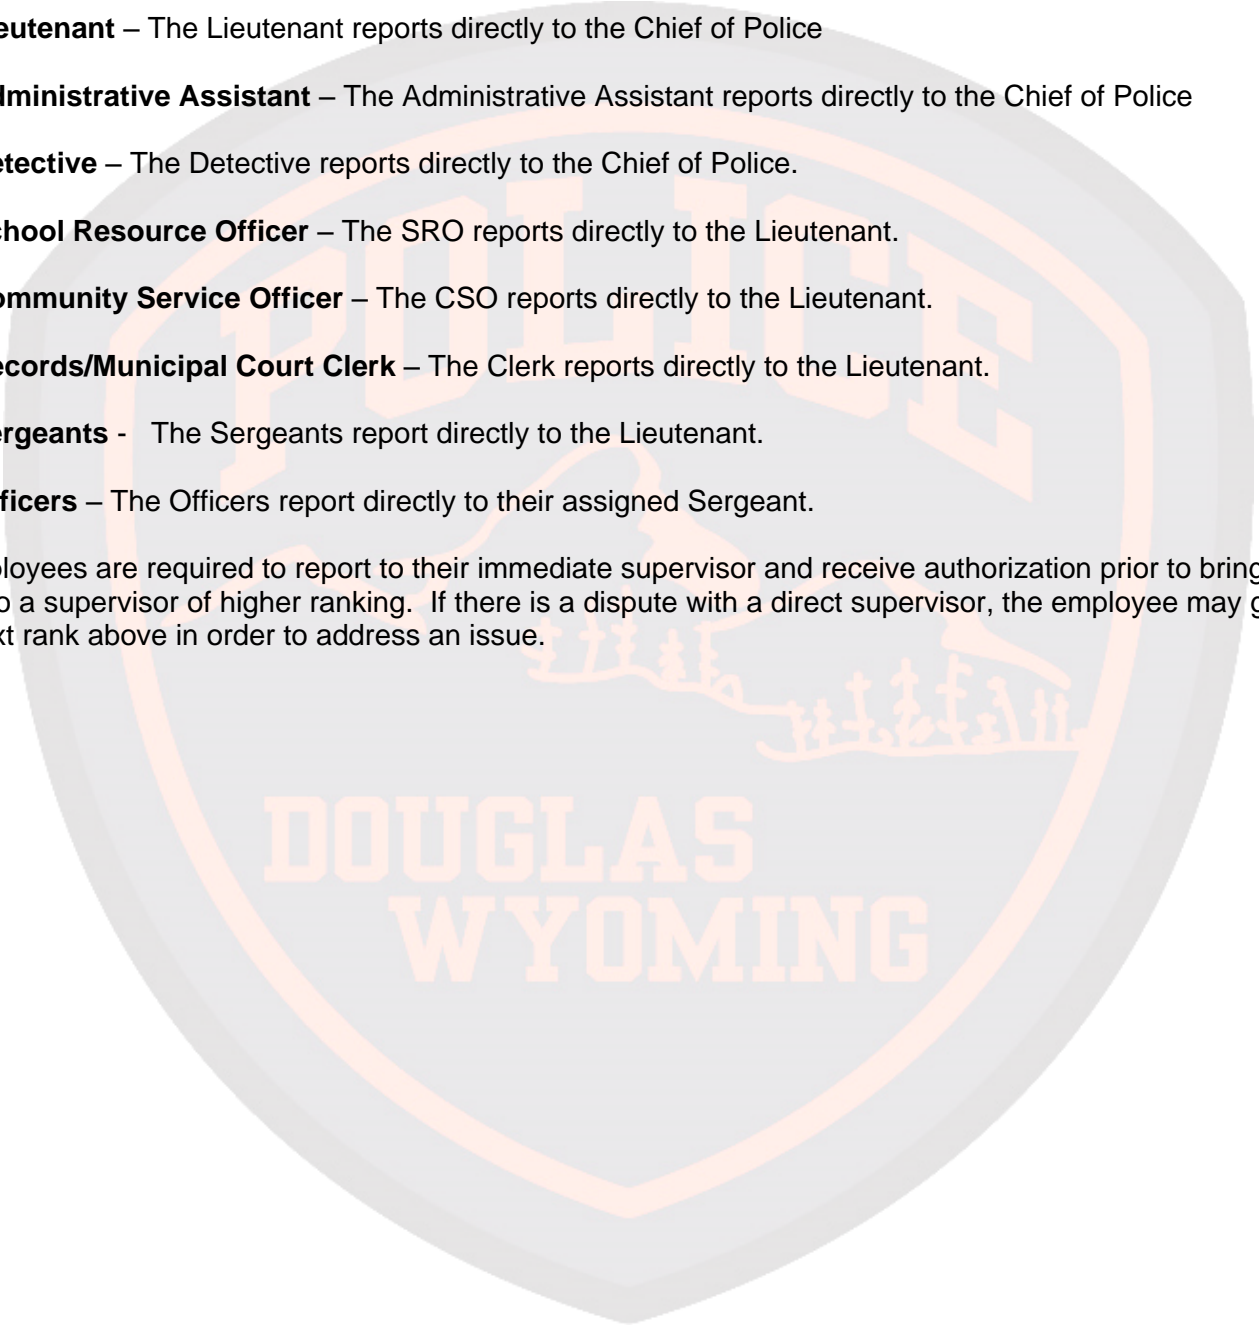 eutenant – The Lieutenant reports directly to the Chief of Police
dministrative Assistant – The Administrative Assistant reports directly to the Chief of Police
etective – The Detective reports directly to the Chief of Police.
chool Resource Officer – The SRO reports directly to the Lieutenant.
ommunity Service Officer – The CSO reports directly to the Lieutenant.
ecords/Municipal Court Clerk – The Clerk reports directly to the Lieutenant.
ergeants - The Sergeants report directly to the Lieutenant.
ficers – The Officers report directly to their assigned Sergeant.
ployees are required to report to their immediate supervisor and receive authorization prior to bring
o a supervisor of higher ranking. If there is a dispute with a direct supervisor, the employee may g
xt rank above in order to address an issue.
POLICE
DOUGLAS
WYOMING